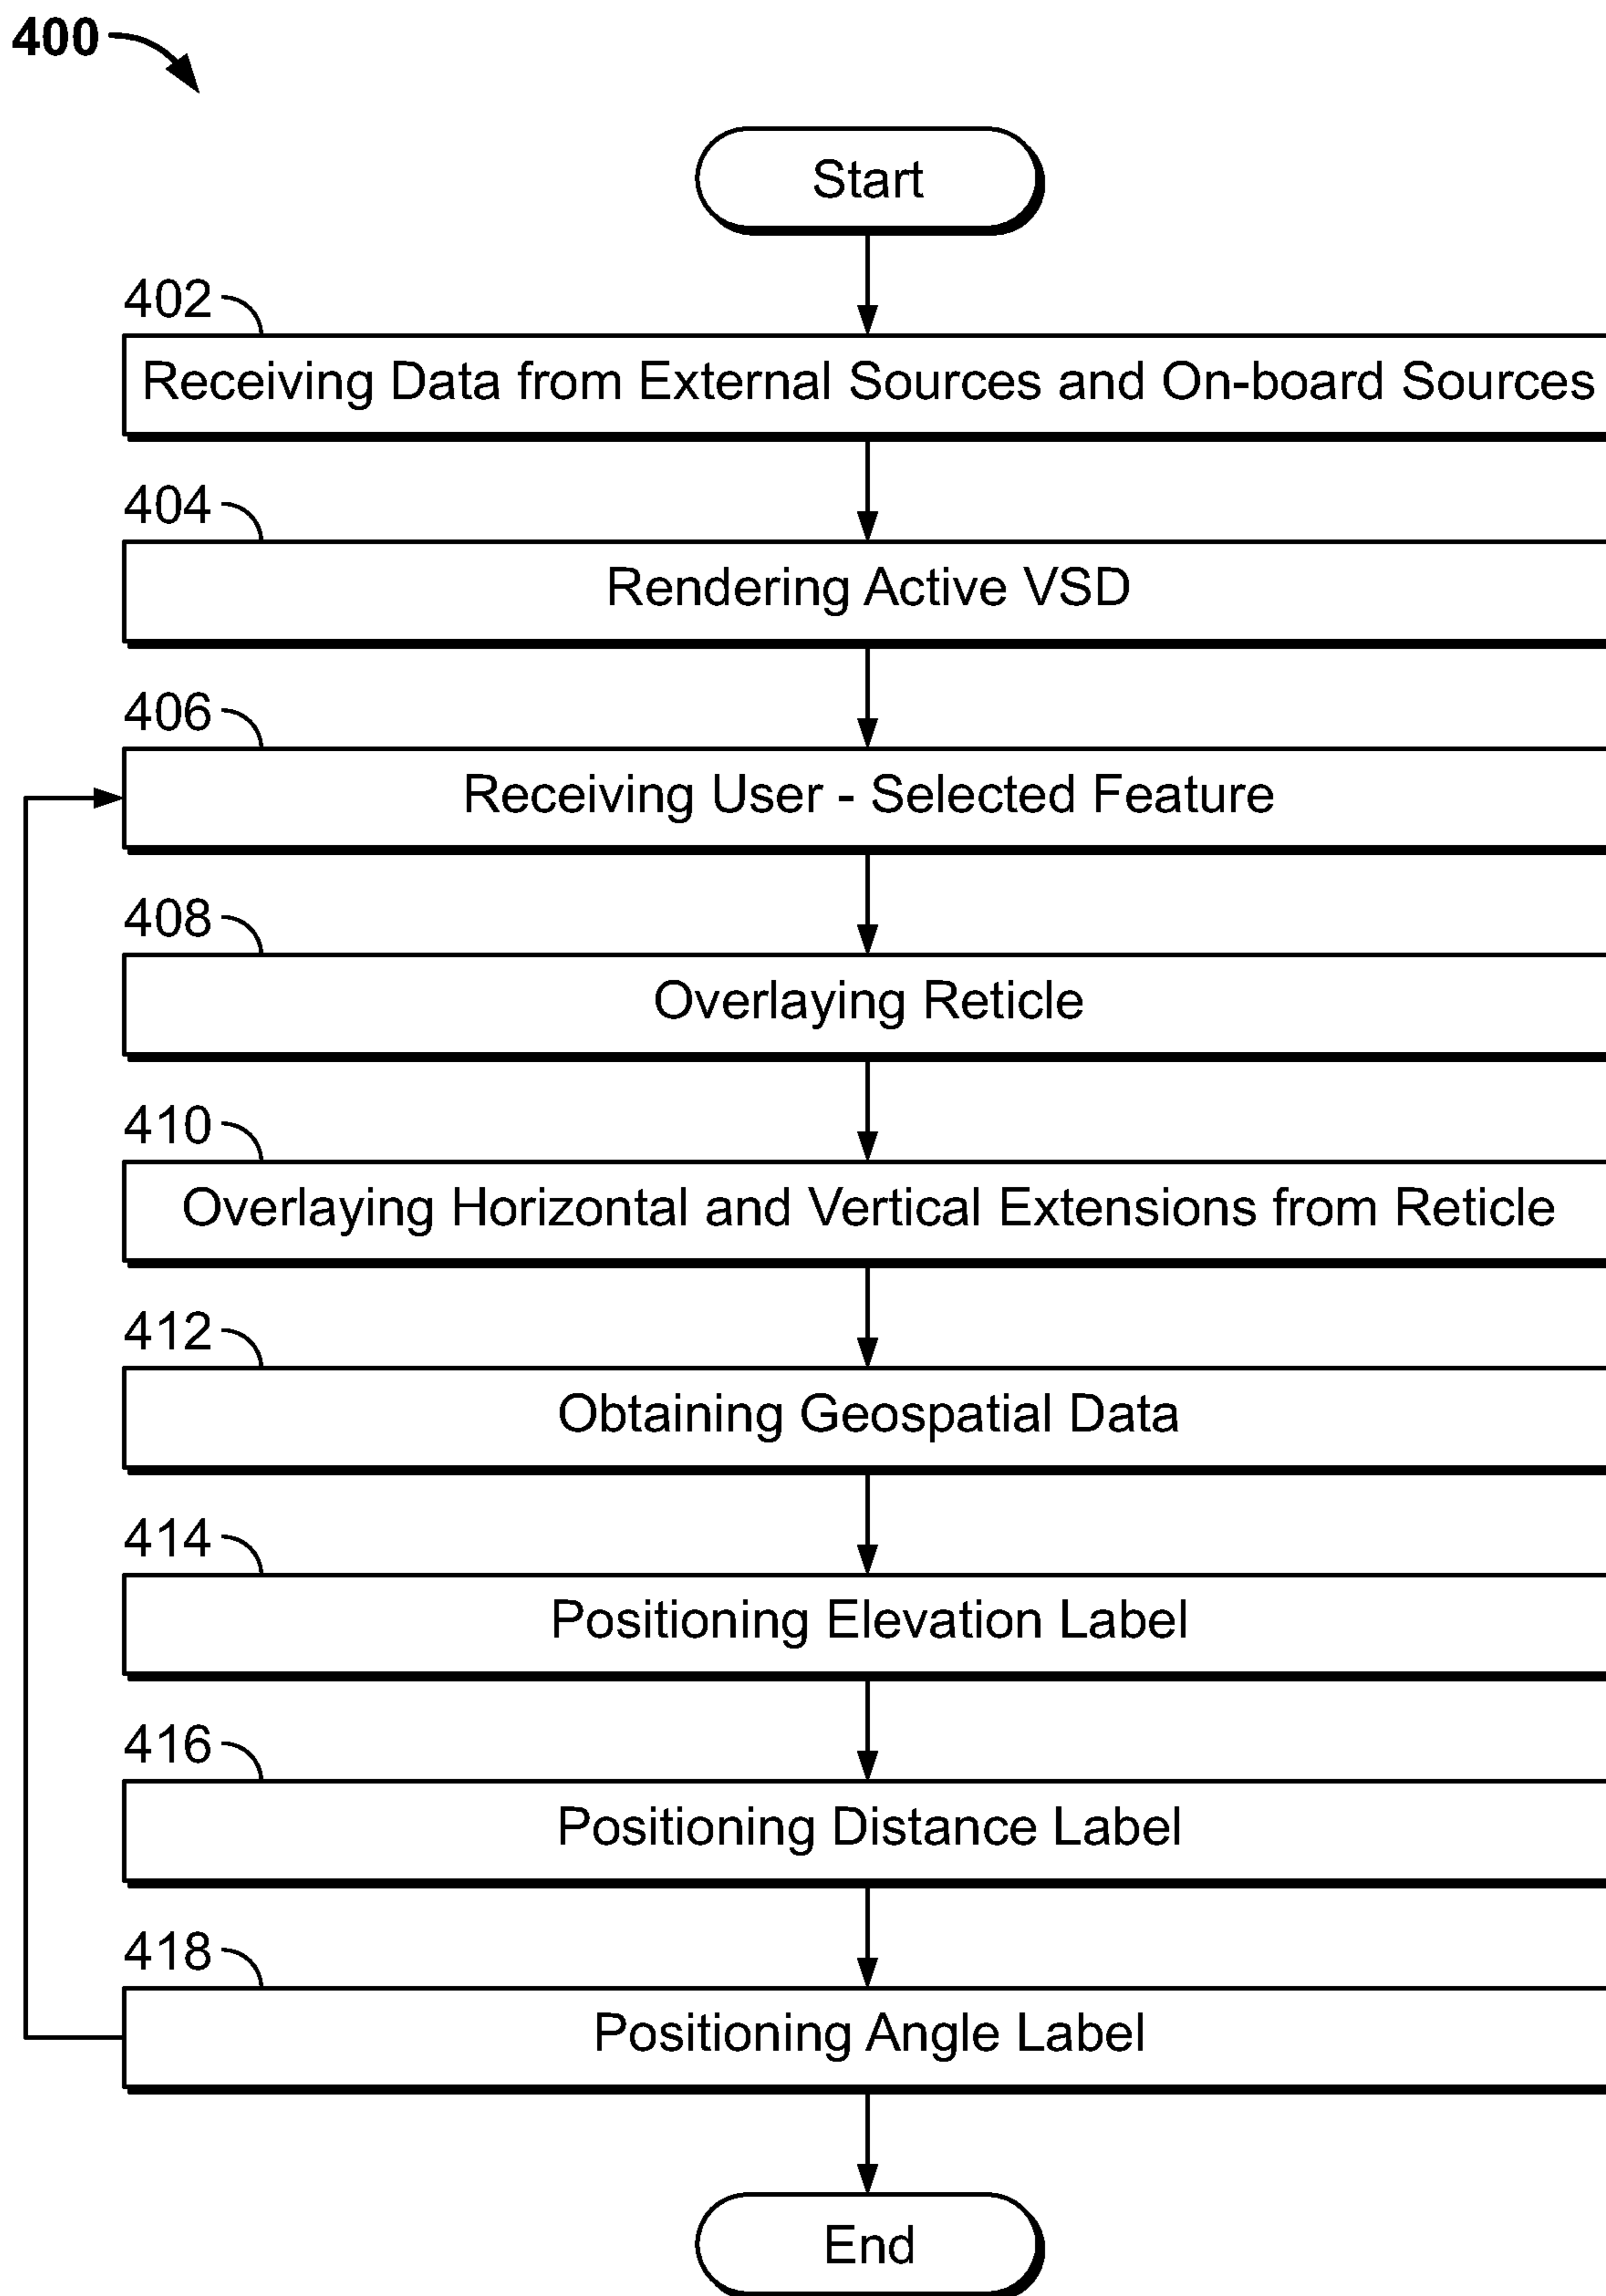 400
Start
402
Receiving Data from External Sources and On-board Sources
404
Rendering Active VSD
406
Receiving User - Selected Feature
408
Overlaying Reticle
410
Overlaying Horizontal and Vertical Extensions from Reticle
412
Obtaining Geospatial Data
414
Positioning Elevation Label
416
Positioning Distance Label
418
Positioning Angle Label
End